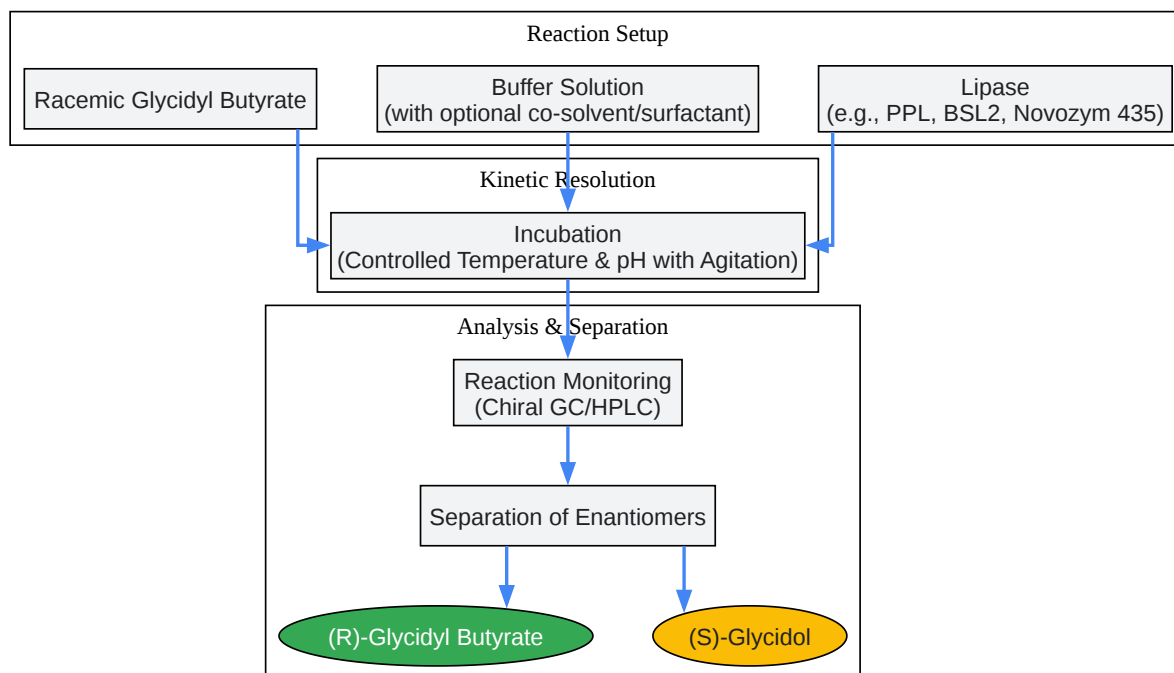 Reaction Setup
Racemic Glycidyl Butyrate
Buffer Solution
(with optional co-solvent/surfactant)
Lipase
(e.g., PPL, BSL2, Novozym 435)
Kinetic Resolution
Incubation
(Controlled Temperature & pH with Agitation)
Analysis & Separation
Reaction Monitoring
(Chiral GC/HPLC)
Separation of Enantiomers
(R)-Glycidyl Butyrate
(S)-Glycidol